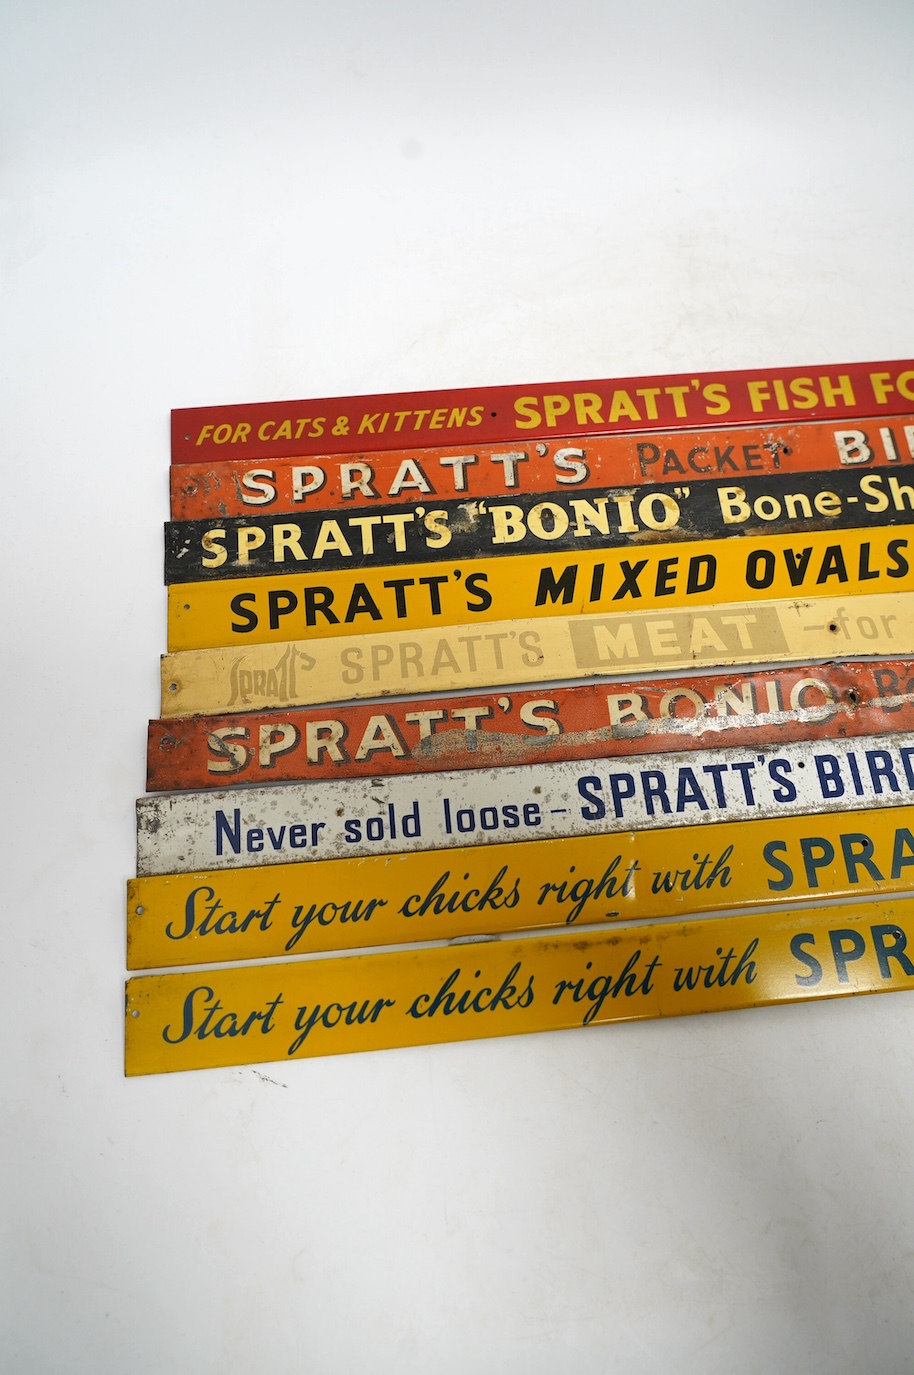 FOR CATS & KITTENS · SPRATT'S FISH FO
SPRATT'S PACKET BI
SPRATT'S "BONIO" Bone-Sh
SPRATT'S MIXED OVALS
Spratt's SPRATT'S MEAT - for
SPRATT'S BONIO
Never sold loose - SPRATT'S BIRD
Start your chicks right with SPRA
Start your chicks right with SPR